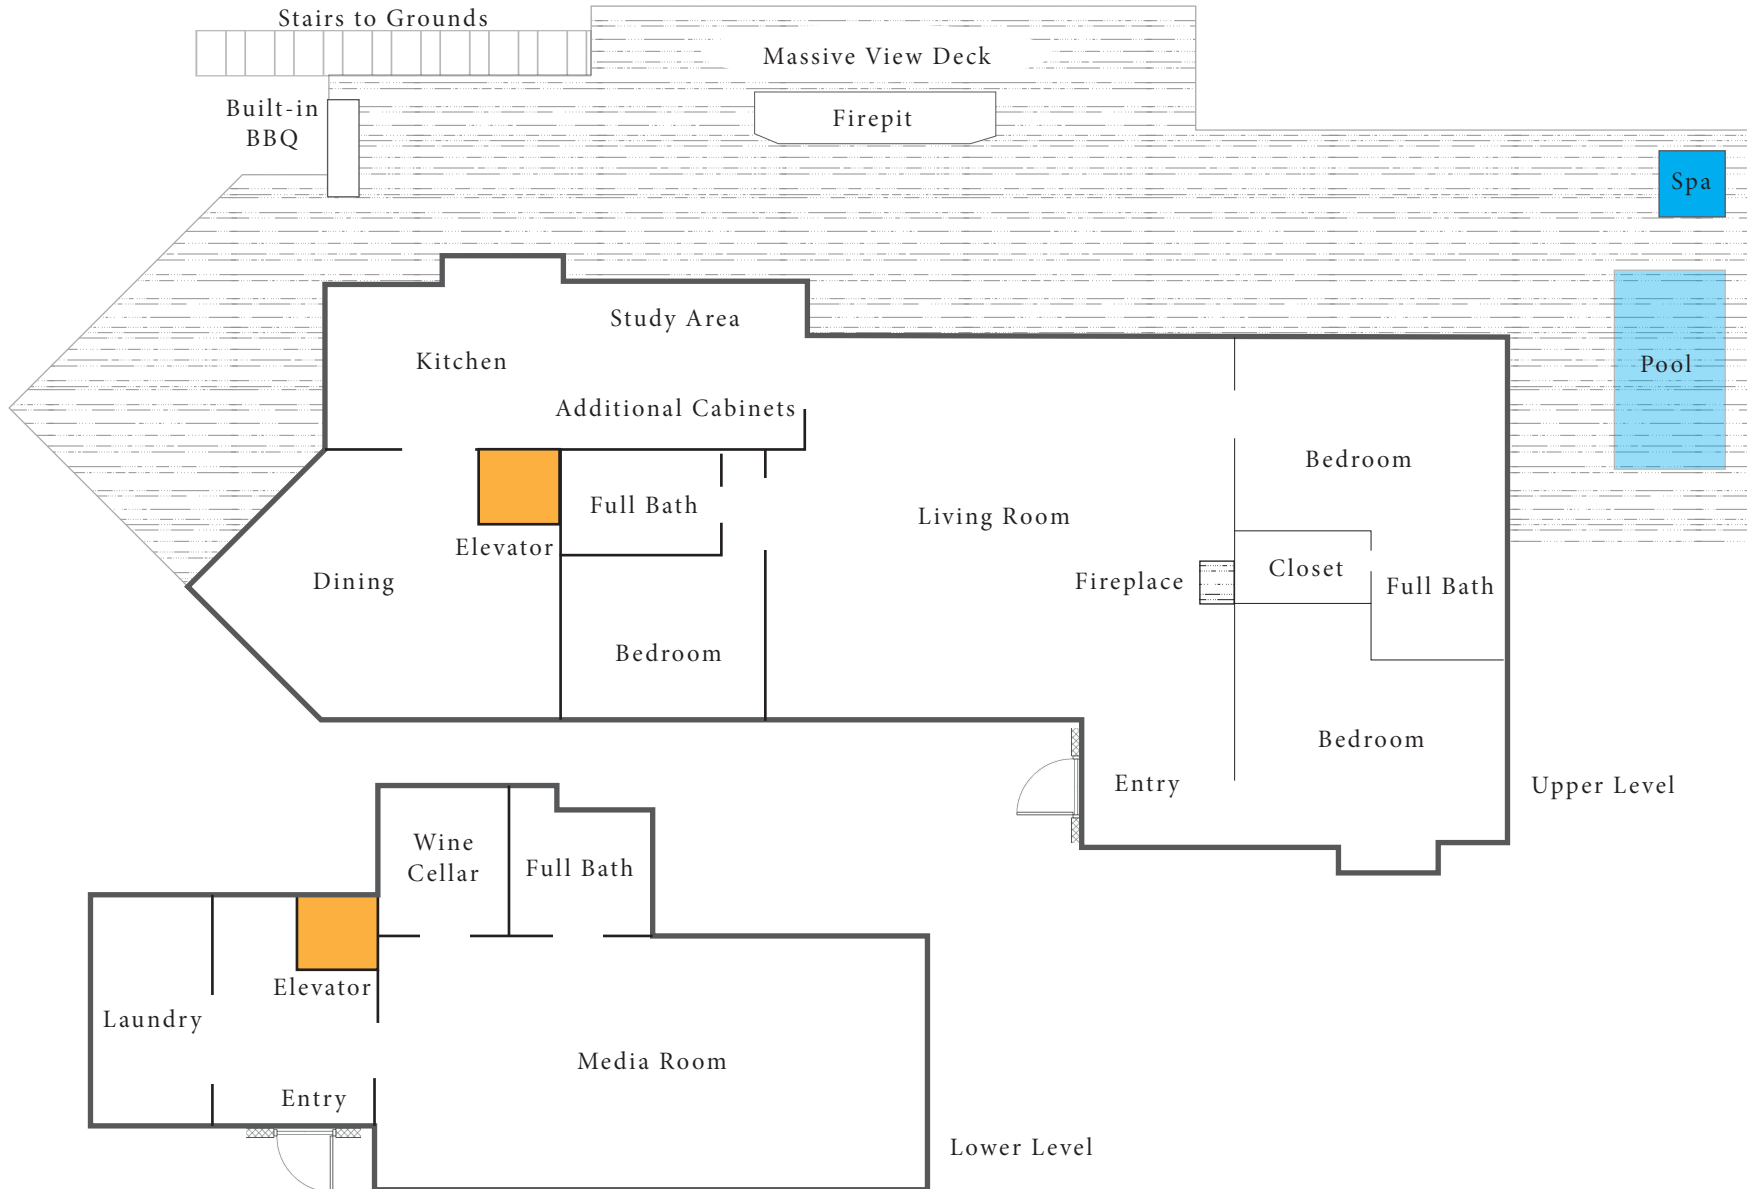 Stairs to Grounds
Massive View Deck
Built-in
BBQ
Firepit
Spa
Study Area
Kitchen
Pool
Additional Cabinets
Bedroom
Full Bath
Living Room
Elevator
Closet
Dining
Fireplace
Full Bath
Bedroom
Bedroom
Entry
Upper Level
Wine
Cellar
Full Bath
Elevator
Laundry
Media Room
Entry
Lower Level